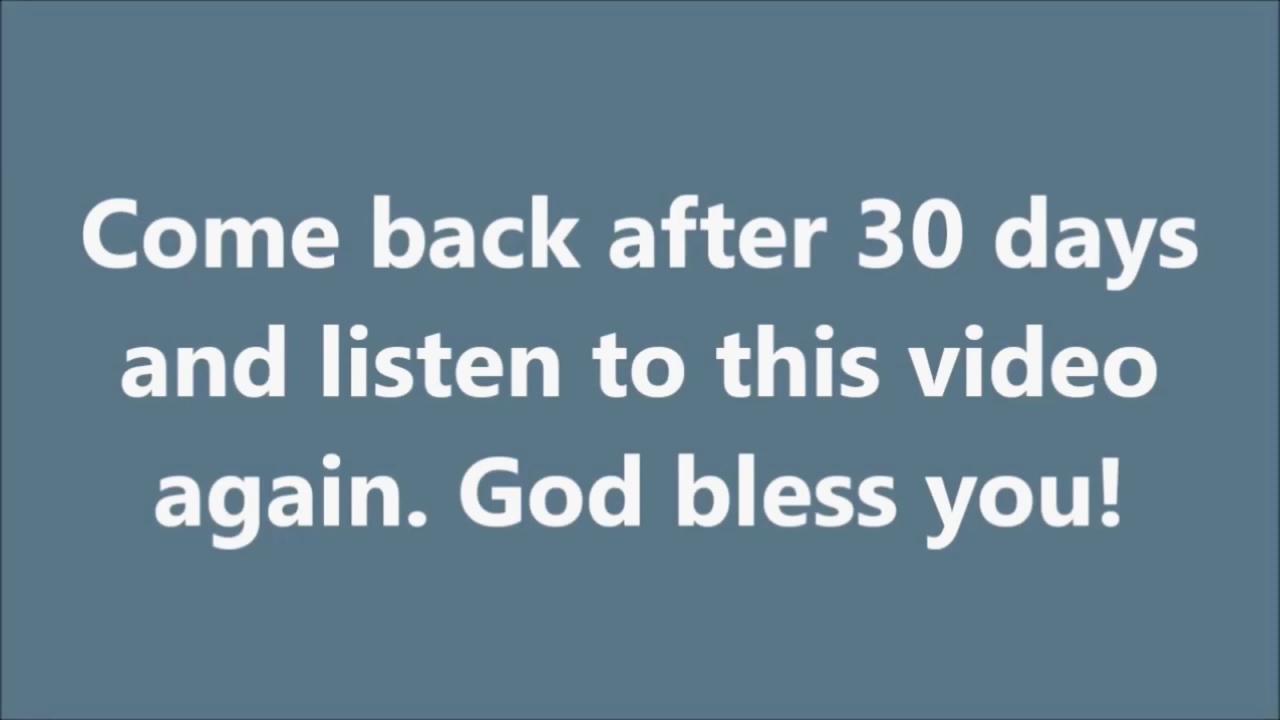 Come back after 30 days
and listen to this video
again. God bless you!